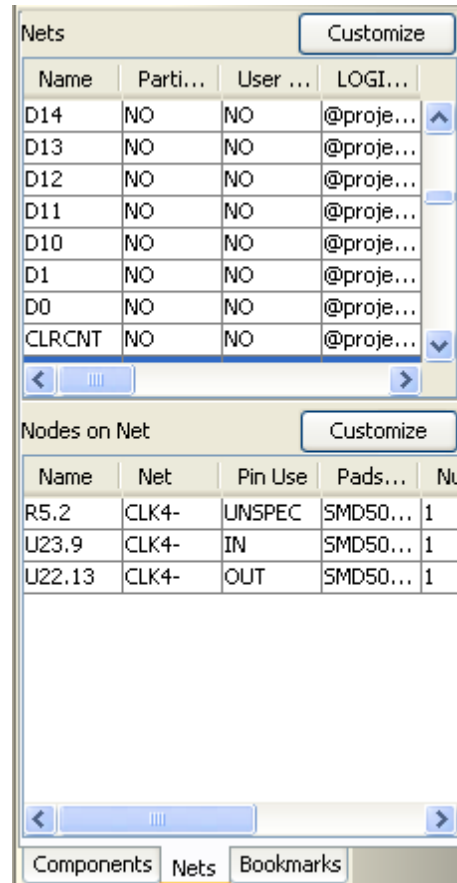 Nets Customize
Name Parti... User ... LOGI...
D14 NO NO @proje...
D13 NO NO @proje...
D12 NO NO @proje...
D11 NO NO @proje...
D10 NO NO @proje...
D1 NO NO @proje...
D0 NO NO @proje...
CLRCNT NO NO @proje...
Nodes on Net Customize
Name Net Pin Use Pads... Nu
R5.2 CLK4- UNSPEC SMD50... 1
U23.9 CLK4- IN SMD50... 1
U22.13 CLK4- OUT SMD50... 1
Components Nets Bookmarks